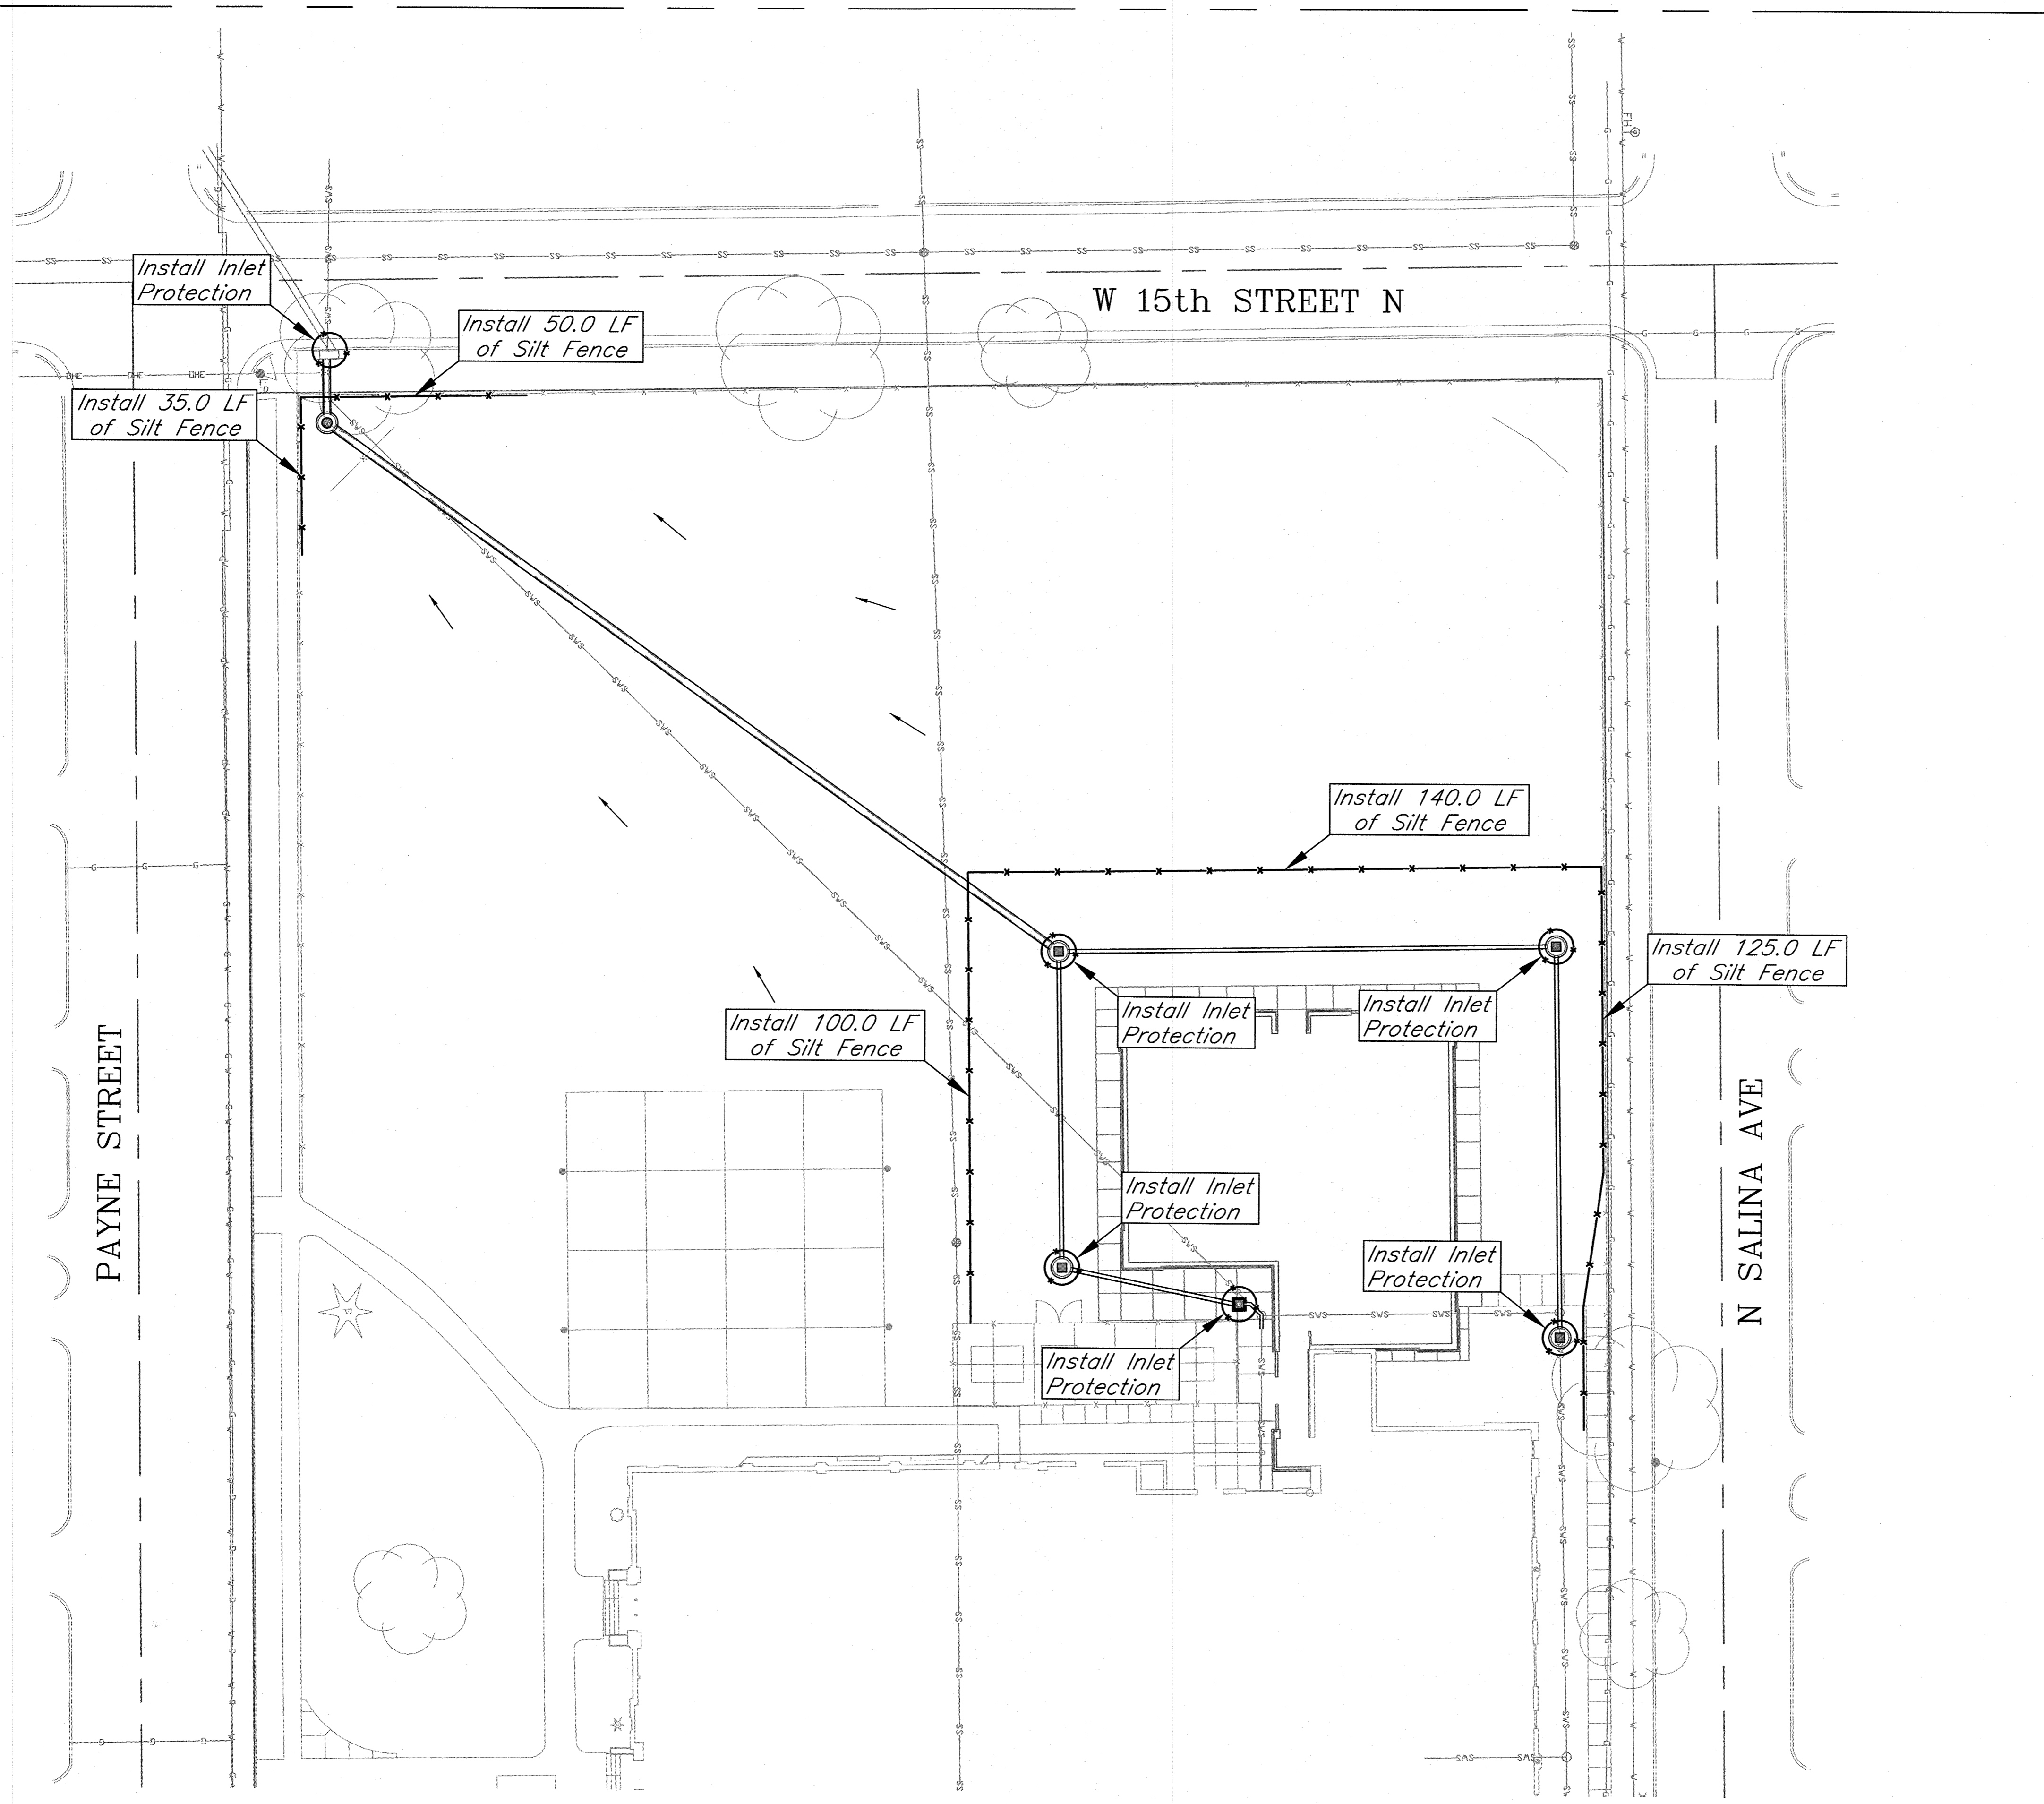 FH
W 15th STREET N
Install Inlet
Protection
Install 50.0 LF
of Silt Fence
Install 35.0 LF
of Silt Fence
Install 140.0 LF
of Silt Fence
Install 125.0 LF
of Silt Fence
Install Inlet
Protection
Install Inlet
Protection
Install 100.0 LF
of Silt Fence
Install Inlet
Protection
Install Inlet
Protection
Install Inlet
Protection
PAYNE STREET
N SALINA AVE